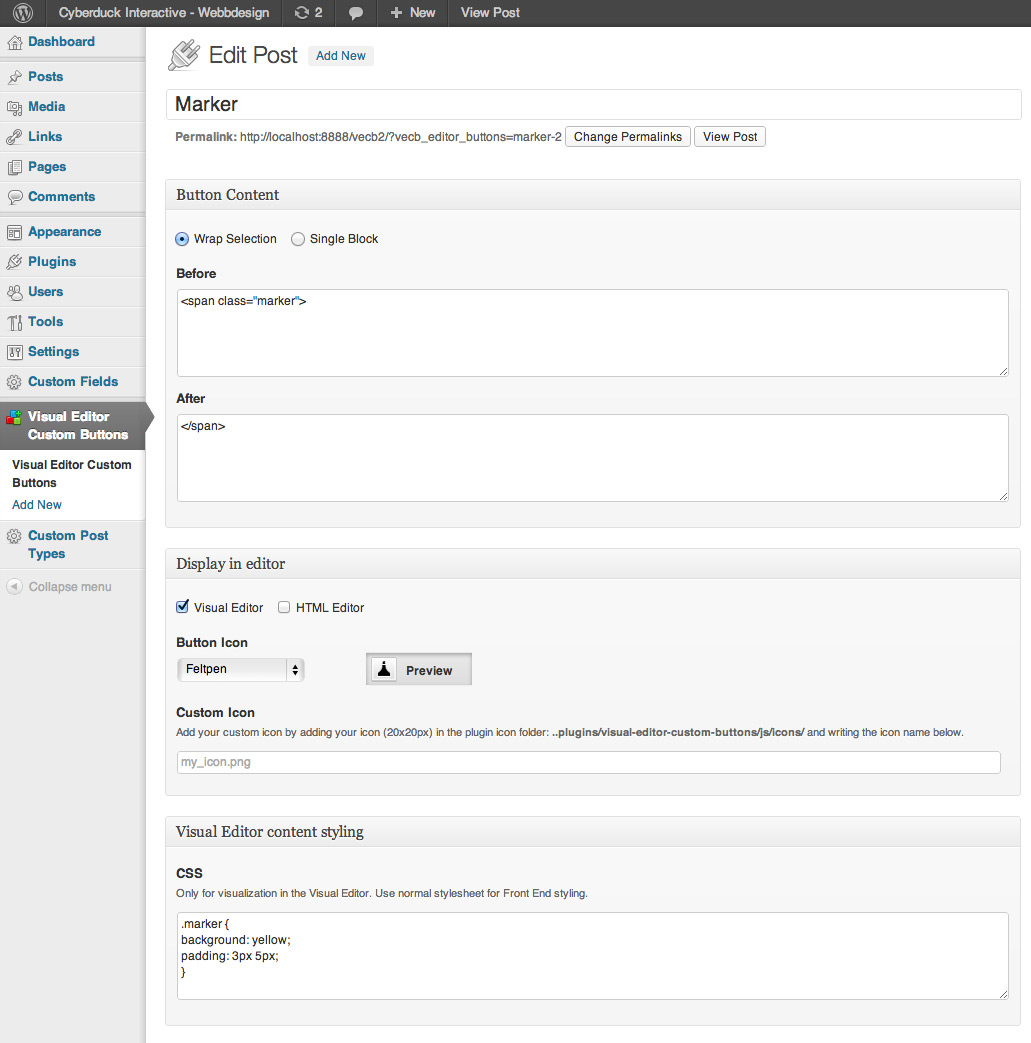 Cyberduck Interactive - Webbdesign 2 New View Post
Dashboard
Posts
Media
Links
Pages
Comments
Appearance
Plugins
Users
Tools
Settings
Custom Fields
Visual Editor
Custom Buttons
Visual Editor Custom
Buttons
Add New
Custom Post
Types
Collapse menu
Edit Post Add New
Marker
Permalink: http://localhost:8888/vecb2/?vecb_editor_buttons=marker-2 Change Permalinks View Post
Button Content
Wrap Selection Single Block
Before
<span class="marker">
After
</span>
Display in editor
Visual Editor HTML Editor
Button Icon
Feltpen Preview
Custom Icon
Add your custom icon by adding your icon (20x20px) in the plugin icon folder: ..plugins/visual-editor-custom-buttons/js/icons/ and writing the icon name below.
my_icon.png
Visual Editor content styling
CSS
Only for visualization in the Visual Editor. Use normal stylesheet for Front End styling.
.marker {
background: yellow;
padding: 3px 5px;
}